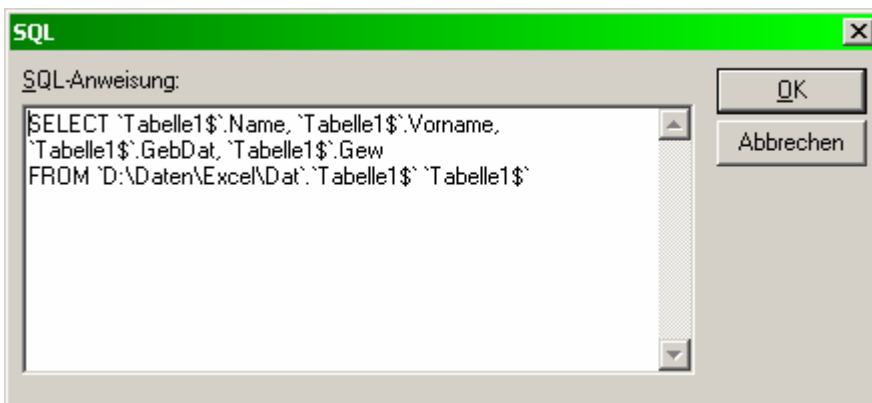 SQL
SQL-Anweisung:
OK
SELECT `Tabelle1$`.Name, `Tabelle1$`.Vorname,
`Tabelle1$`.GebDat, `Tabelle1$`.Gew
FROM `D:\Daten\Excel\Dat`.`Tabelle1$` `Tabelle1$`
Abbrechen